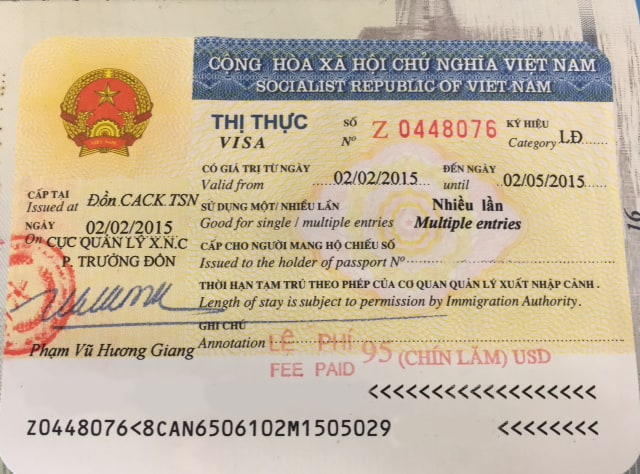 CỘNG HÒA XÃ HỘI CHỦ NGHĨA VIỆT NAM
SOCIALIST REPUBLIC OF VIET-NAM
THỊ THỰC
VISA
SỐ
Nº
Z 0448076
KÝ HIỆU
Category LĐ
CÓ GIÁ TRỊ TỪ NGÀY
Valid from 02/02/2015
ĐẾN NGÀY
until 02/05/2015
CẤP TẠI
Issued at Đồn CACK.TSN
NGÀY
On 02/02/2015
CỤC QUẢN LÝ X.N.C
P. TRƯỞNG ĐỒN
Phạm Vũ Hương Giang
SỬ DỤNG MỘT/ NHIỀU LẦN Nhiều lần
Good for single / multiple entries Multiple entries
CẤP CHO NGƯỜI MANG HỘ CHIẾU SỐ
Issued to the holder of passport Nº
THỜI HẠN TẠM TRÚ THEO PHÉP CỦA CƠ QUAN QUẢN LÝ XUẤT NHẬP CẢNH .
Length of stay is subject to permission by Immigration Authority.
GHI CHÚ
Annotation
LỆ PHÍ
FEE PAID
95 (CHÍN LĂM) USD
<<<<<<<<<<<<<<<<<<
Z0448076<8CAN6506102M1505029 <<<<<<<<
16